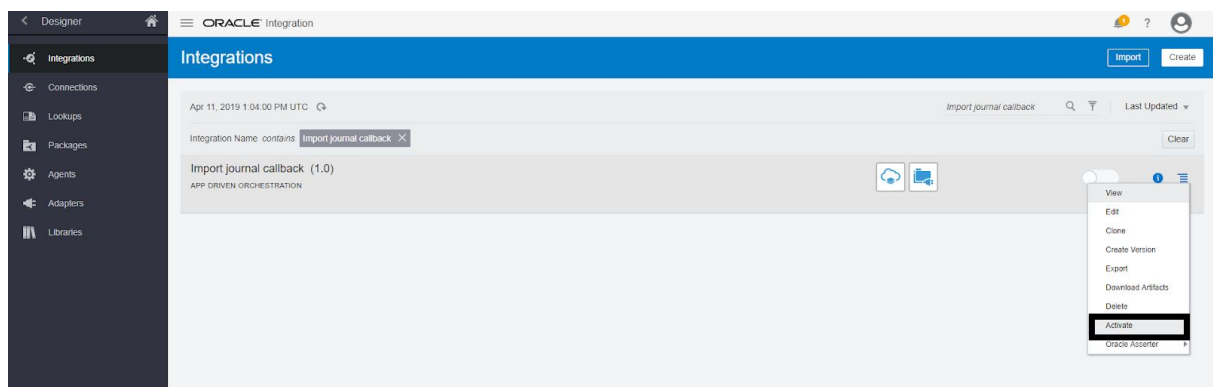 Designer
ORACLE Integration
?
Integrations
Connections
Lookups
Packages
Agents
Adapters
Libraries
Integrations
Import
Create
Apr 11, 2019 1:04:00 PM UTC
Import journal callback
Last Updated
Integration Name contains Import journal callback
Clear
Import journal callback (1.0)
APP DRIVEN ORCHESTRATION
View
Edit
Clone
Create Version
Export
Download Artifacts
Delete
Activate
Oracle Asserter